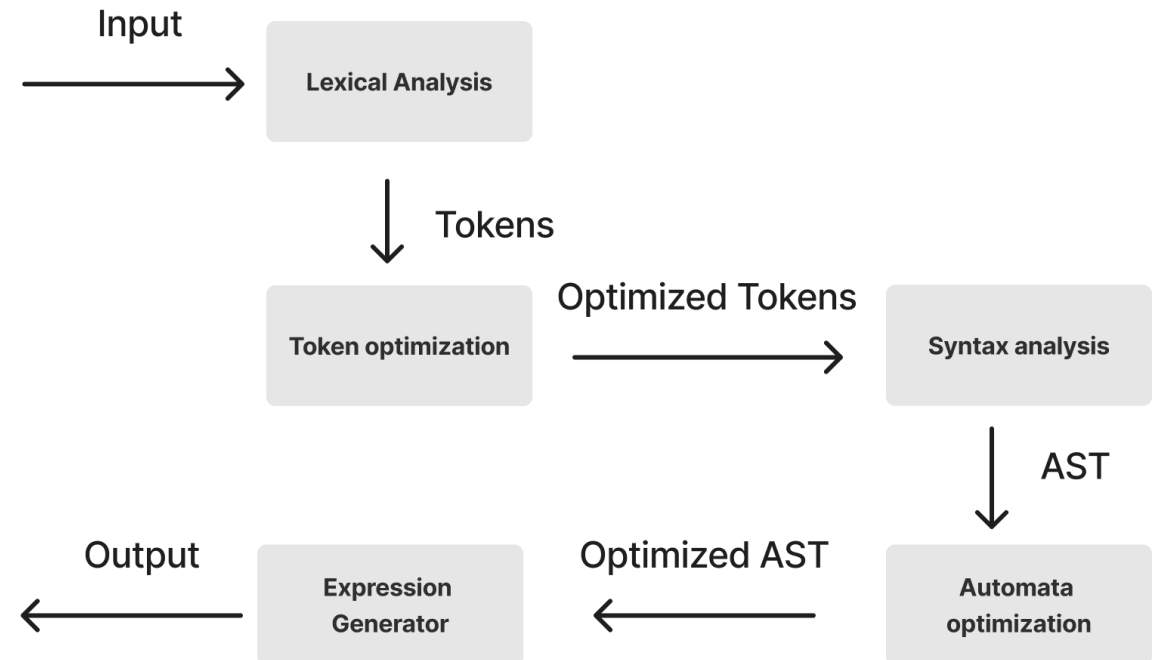 Input
Lexical Analysis
Tokens
Optimized Tokens
Token optimization
Syntax analysis
AST
Output
Expression
Generator
Optimized AST
Automata
optimization